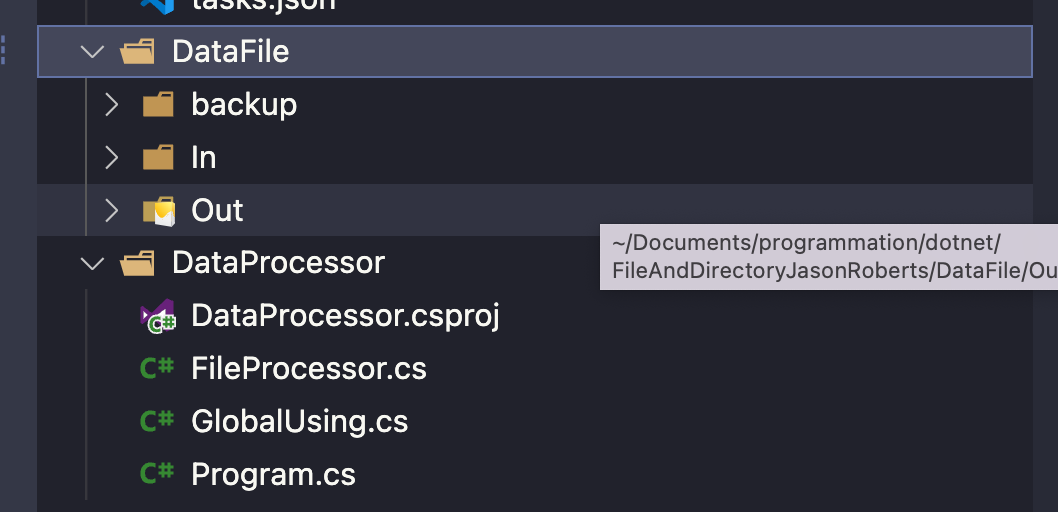 tasks.json
DataFile
backup
In
Out
~/Documents/programmation/dotnet/
FileAndDirectoryJasonRoberts/DataFile/Ou
DataProcessor
DataProcessor.csproj
C# FileProcessor.cs
C# GlobalUsing.cs
C# Program.cs